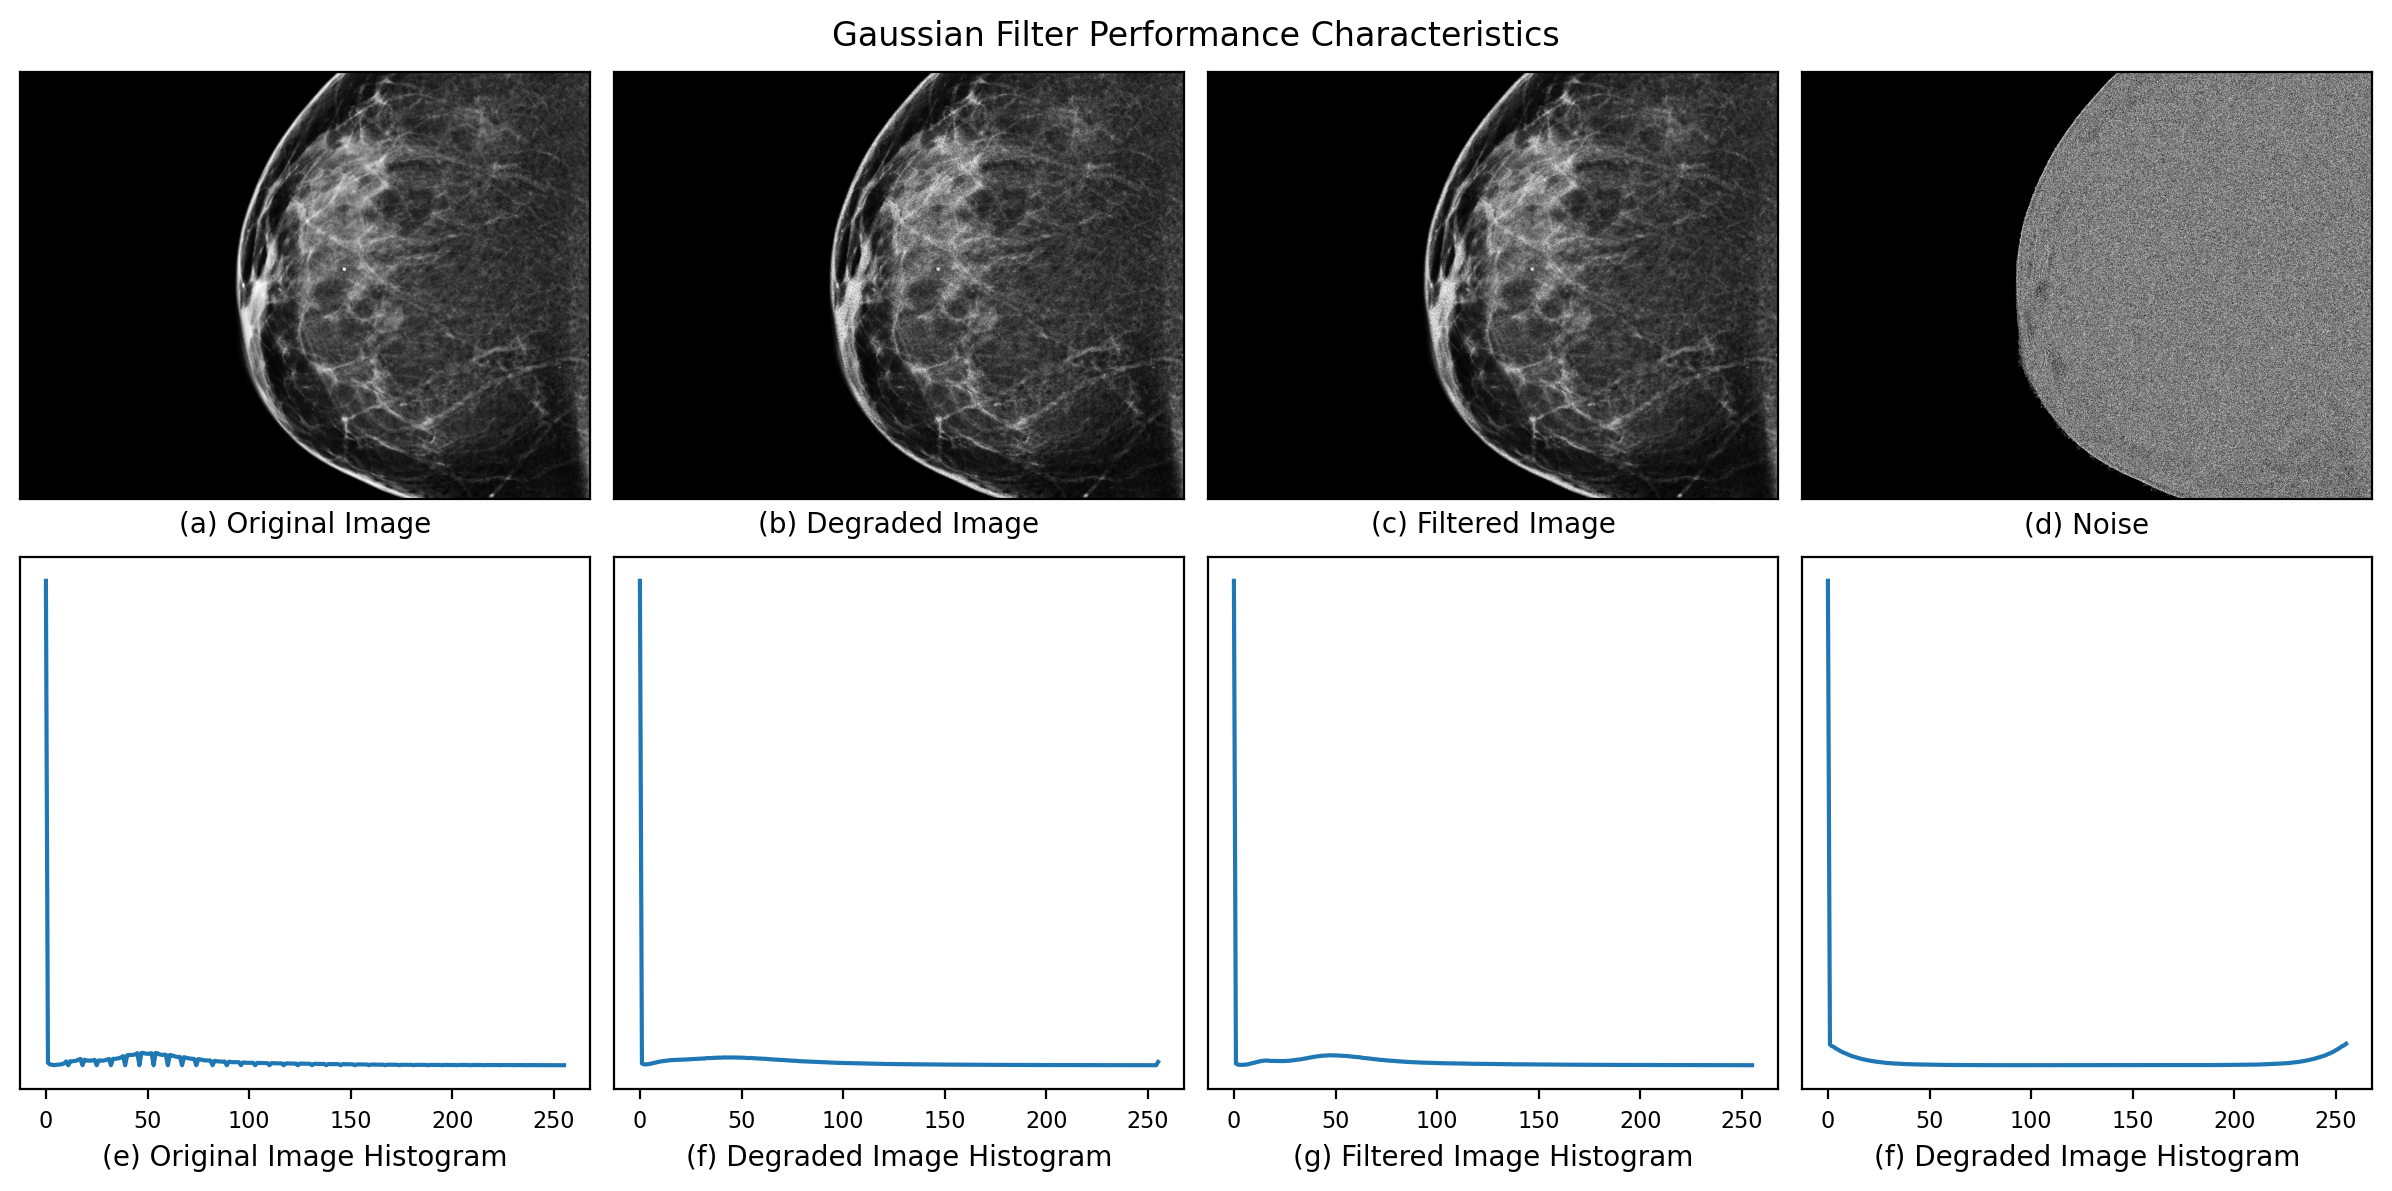 Gaussian Filter Performance Characteristics
(a) Original Image
(b) Degraded Image
(c) Filtered Image
(d) Noise
0 50 100 150 200 250
0 50 100 150 200 250
0 50 100 150 200 250
0 50 100 150 200 250
(e) Original Image Histogram
(f) Degraded Image Histogram
(g) Filtered Image Histogram
(f) Degraded Image Histogram